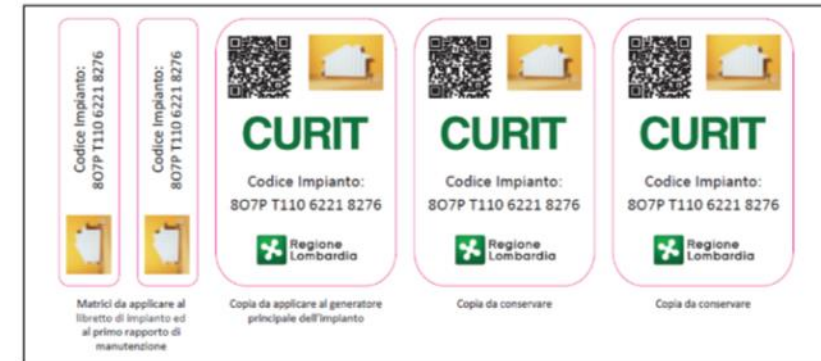 Codice Impianto:
8O7P T110 6221 8276
Codice Impianto:
8O7P T110 6221 8276
Matrici da applicare al
libretto di impianto ed
al primo rapporto di
manutenzione
CURIT
Codice Impianto:
8O7P T110 6221 8276
Regione
Lombardia
Copia da applicare al generatore
principale dell'impianto
CURIT
Codice Impianto:
8O7P T110 6221 8276
Regione
Lombardia
Copia da conservare
CURIT
Codice Impianto:
8O7P T110 6221 8276
Regione
Lombardia
Copia da conservare